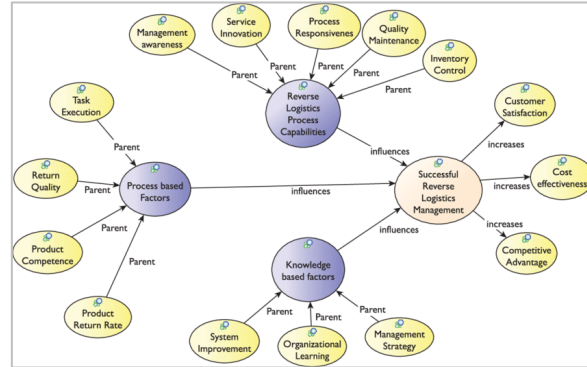 Management
awareness
Service
Innovation
Process
Responsivenes
Quality
Maintenance
Inventory
Control
Parent
Parent
Parent
Parent
Parent
Reverse
Logistics
Process
Capabilities
Task
Execution
Return
Quality
Product
Competence
Product
Return Rate
Parent
Parent
Parent
Parent
Process based
Factors
influences
influences
influences
Successful
Reverse
Logistics
Management
increases
increases
increases
Customer
Satisfaction
Cost
effectiveness
Competitive
Advantage
Knowledge
based factors
Parent
Parent
Parent
System
Improvement
Organizational
Learning
Management
Strategy